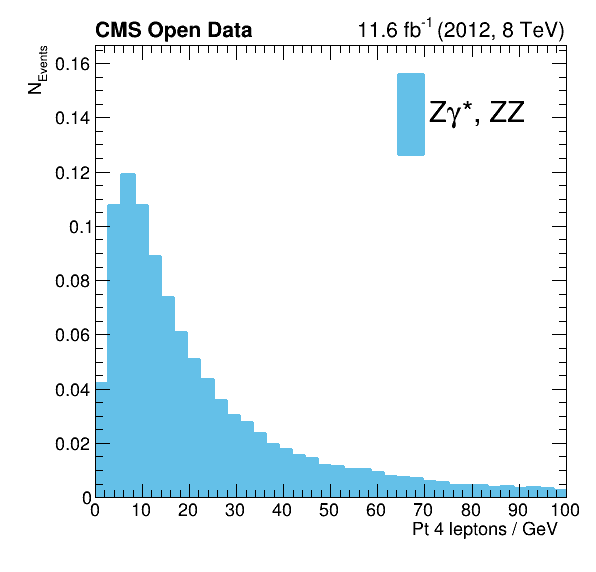 CMS Open Data 11.6 fb⁻¹ (2012, 8 TeV)
N_Events
Zγ*, ZZ
0.16
0.14
0.12
0.1
0.08
0.06
0.04
0.02
0
0 10 20 30 40 50 60 70 80 90 100
Pt 4 leptons / GeV